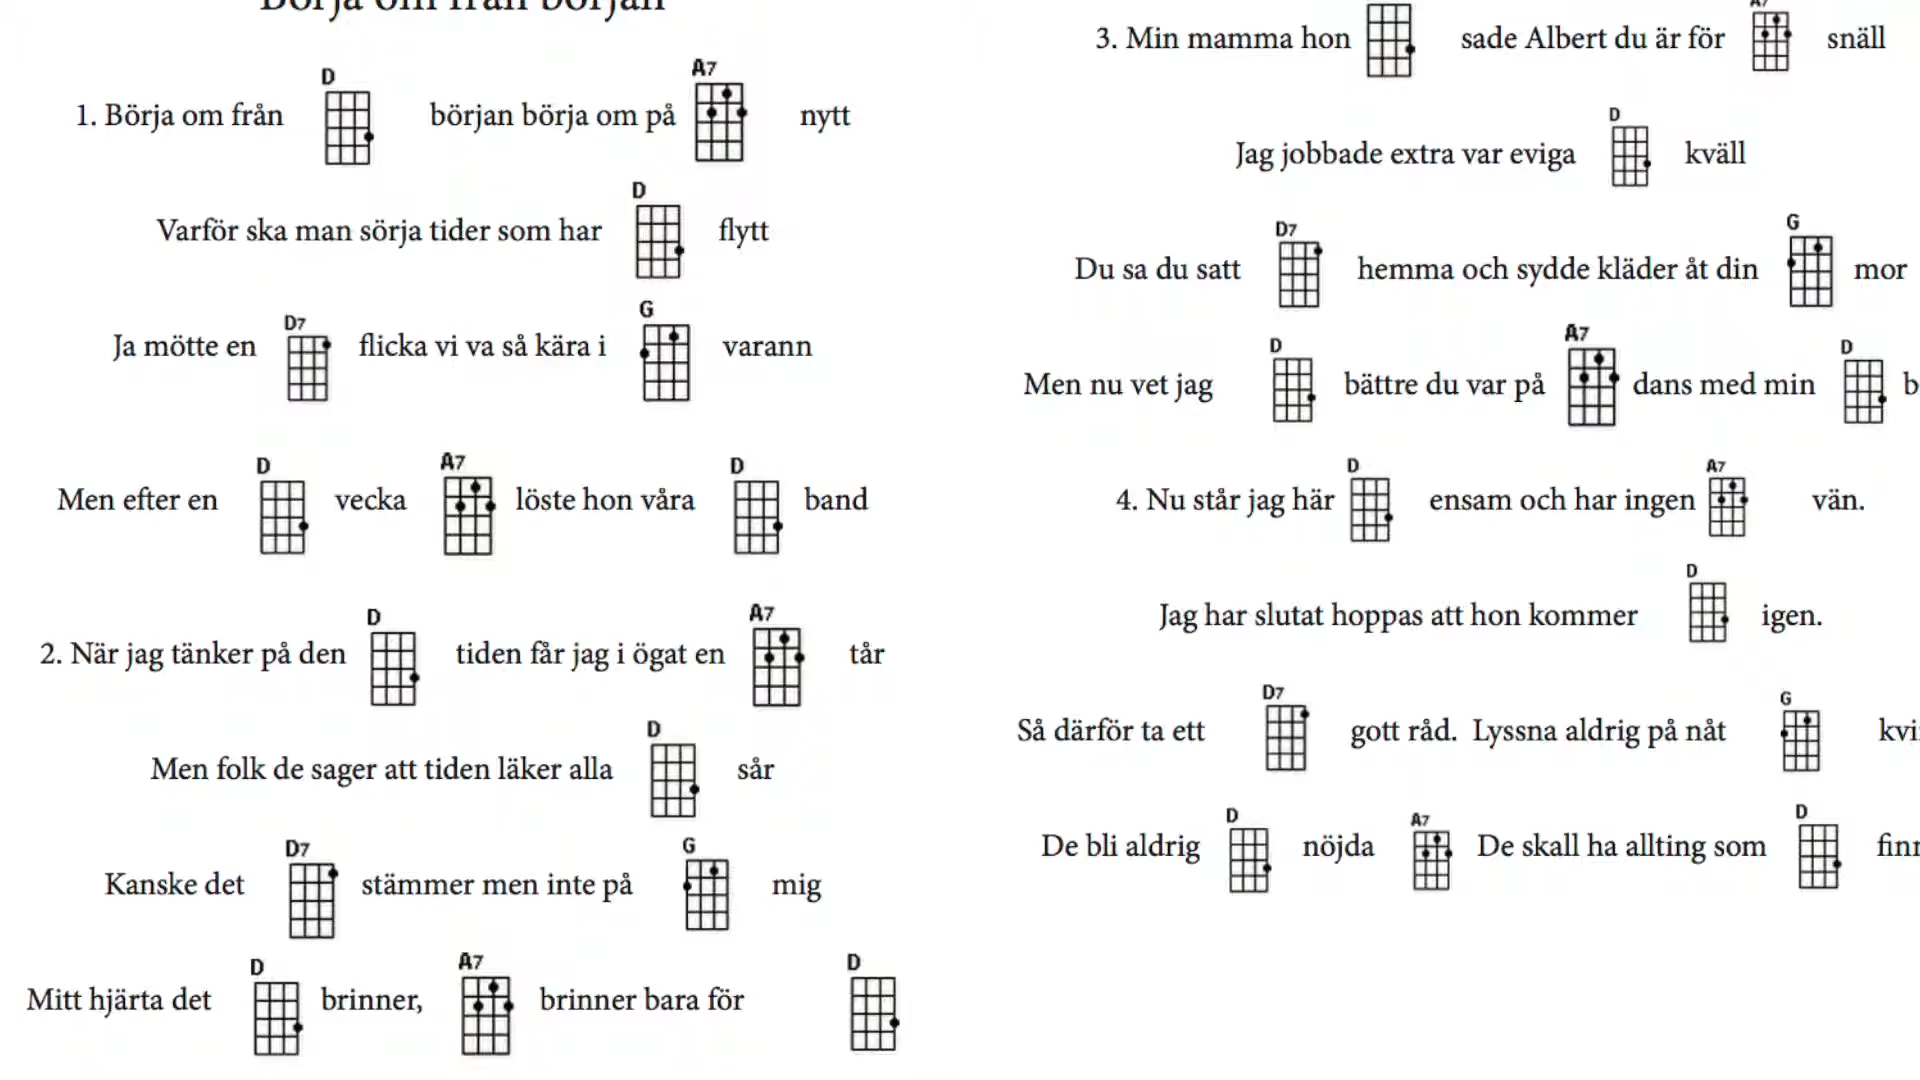 Börja om från början
D A7
1. Börja om från början börja om på nytt
D
Varför ska man sörja tider som har flytt
D7 G
Ja mötte en flicka vi va så kära i varann
D A7 D
Men efter en vecka löste hon våra band
D A7
2. När jag tänker på den tiden får jag i ögat en tår
D
Men folk de sager att tiden läker alla sår
D7 G
Kanske det stämmer men inte på mig
D A7 D
Mitt hjärta det brinner, brinner bara för
A7
3. Min mamma hon sade Albert du är för snäll
D
Jag jobbade extra var eviga kväll
D7 G
Du sa du satt hemma och sydde kläder åt din mor
D A7 D
Men nu vet jag bättre du var på dans med min b
D A7
4. Nu står jag här ensam och har ingen vän.
D
Jag har slutat hoppas att hon kommer igen.
D7 G
Så därför ta ett gott råd. Lyssna aldrig på nåt
D A7 D
De bli aldrig nöjda De skall ha allting som